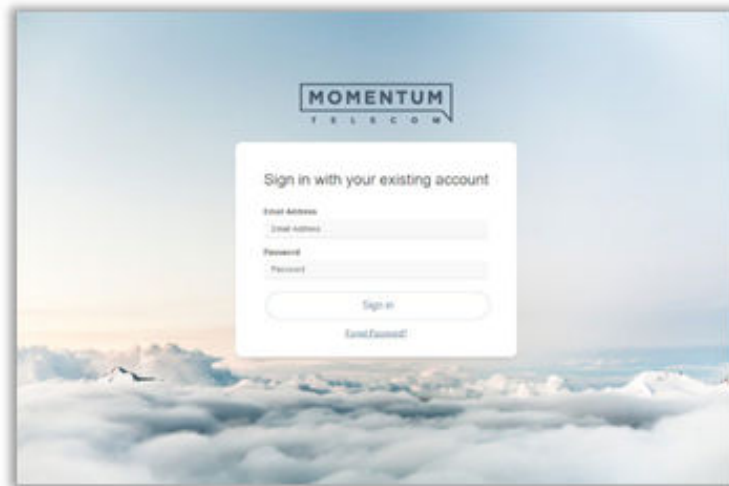 MOMENTUM
TELECOM
Sign in with your existing account
Email Address
Email Address
Password
Password
Sign in
Forgot Password?